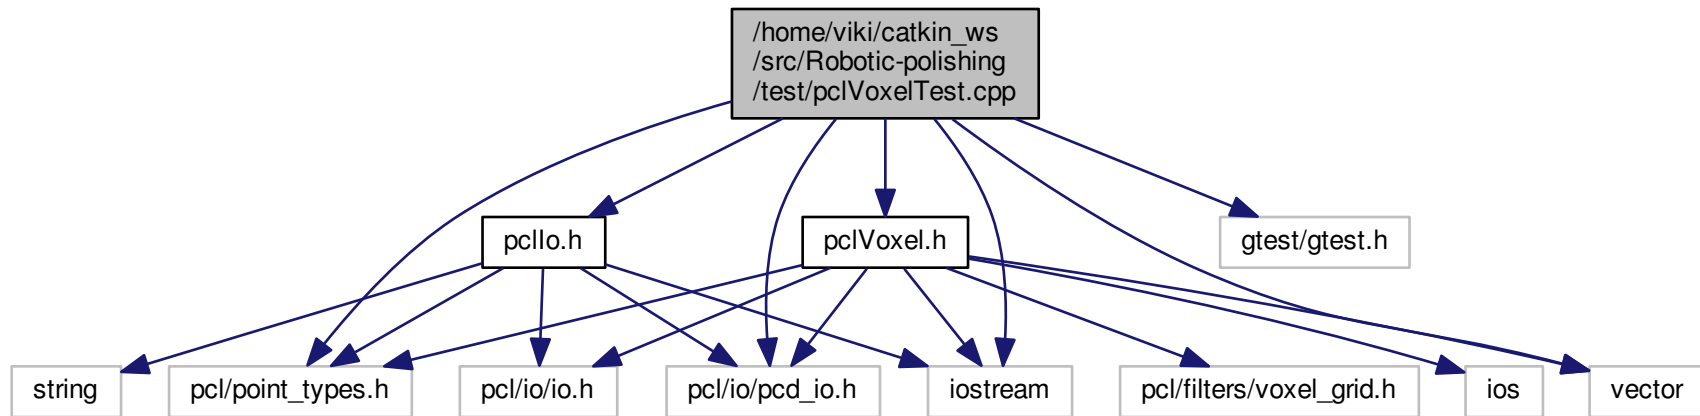 /home/viki/catkin_ws
/src/Robotic-polishing
/test/pclVoxelTest.cpp
pclIo.h
pclVoxel.h
gtest/gtest.h
string
pcl/point_types.h
pcl/io/io.h
pcl/io/pcd_io.h
iostream
pcl/filters/voxel_grid.h
ios
vector